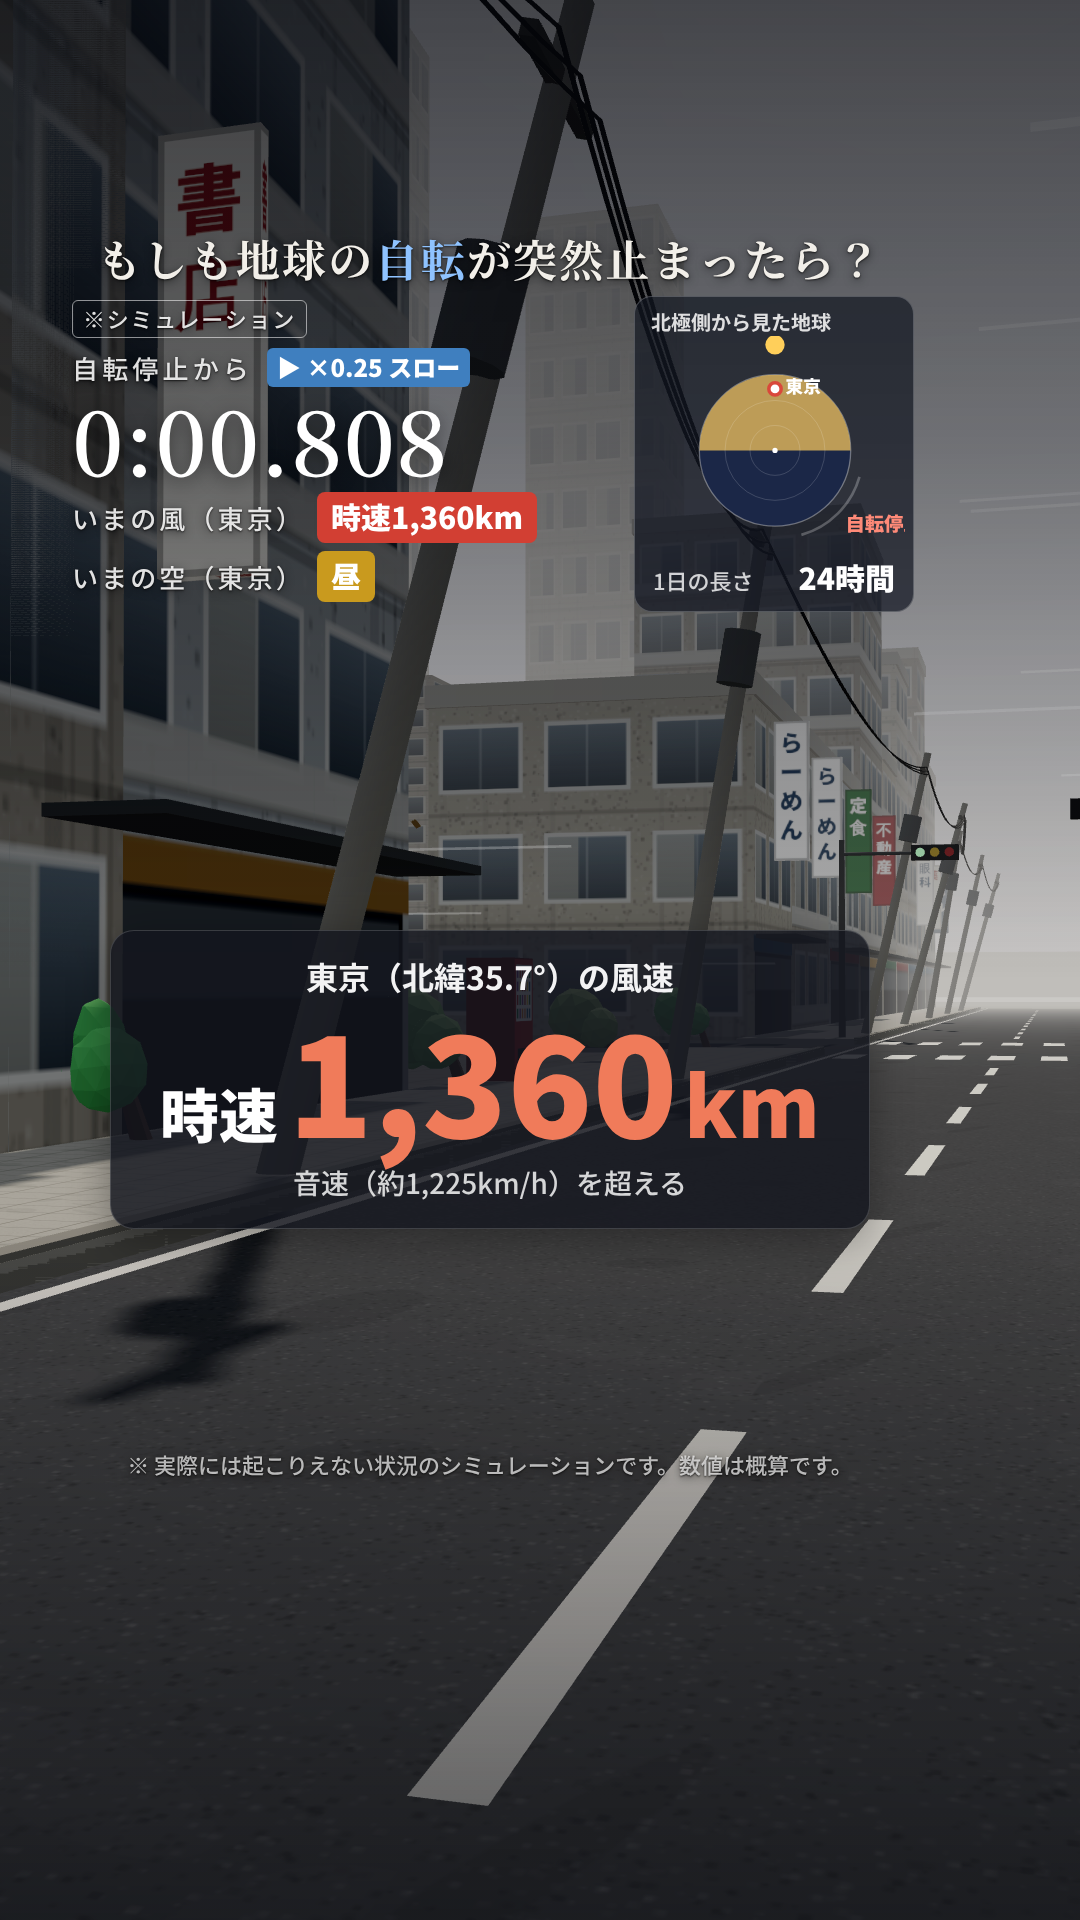 書店
もしも地球の自転が突然止まったら？
※シミュレーション
自転停止から ▶ ×0.25 スロー
0:00.808
いまの風（東京） 時速1,360km
いまの空（東京） 昼
北極側から見た地球
東京
自転停
1日の長さ 24時間
らーめん
らーめん
定食
不動産
眼科
東京（北緯35.7°）の風速
時速1,360km
音速（約1,225km/h）を超える
※ 実際には起こりえない状況のシミュレーションです。数値は概算です。